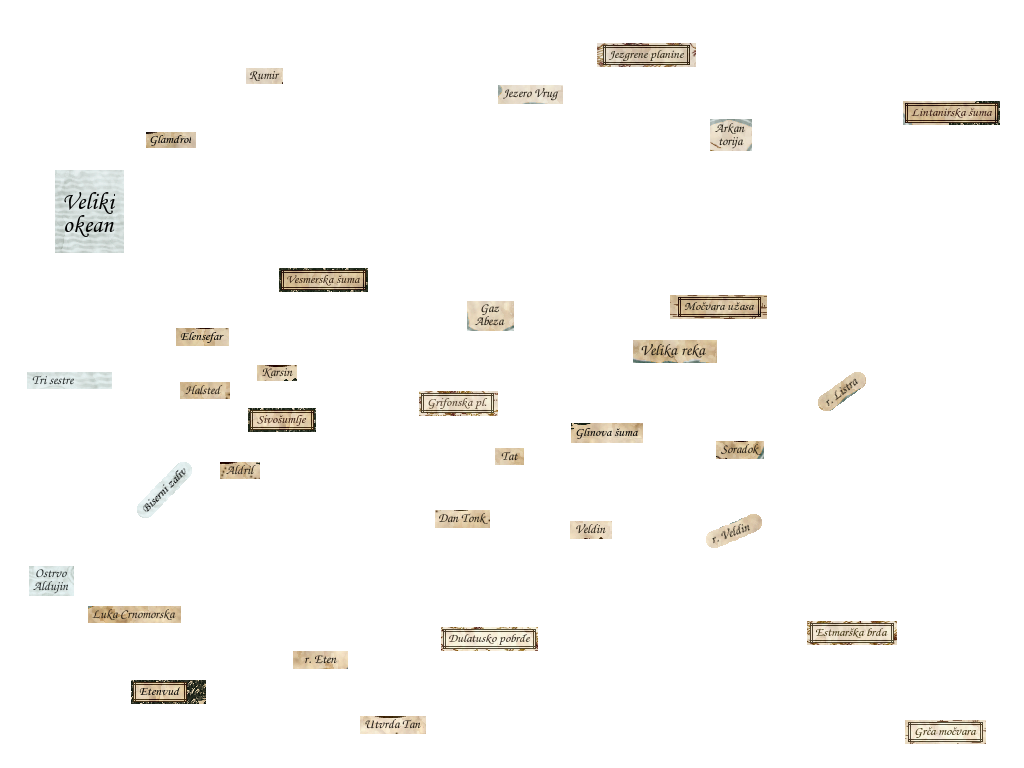 Jezgrene planine
Rumir
Jezero Vrug
Lintanirska šuma
Arkan
torija
Glamdrol
Veliki
okean
Vesmerska šuma
Močvara užasa
Gaz
Abeza
Elensefar
Velika reka
Karsin
Tri sestre
Halsted
r. Listra
Grifonska pl.
Sivošumlje
Glinova šuma
Soradok
Tat
Aldril
Biserni zaliv
Dan Tonk
Veldin
r. Veldin
Ostrvo
Aldujin
Luka Crnomorska
Estmarška brda
Dulatusko pobrđe
r. Eten
Etenvud
Utvrda Tan
Grča močvara